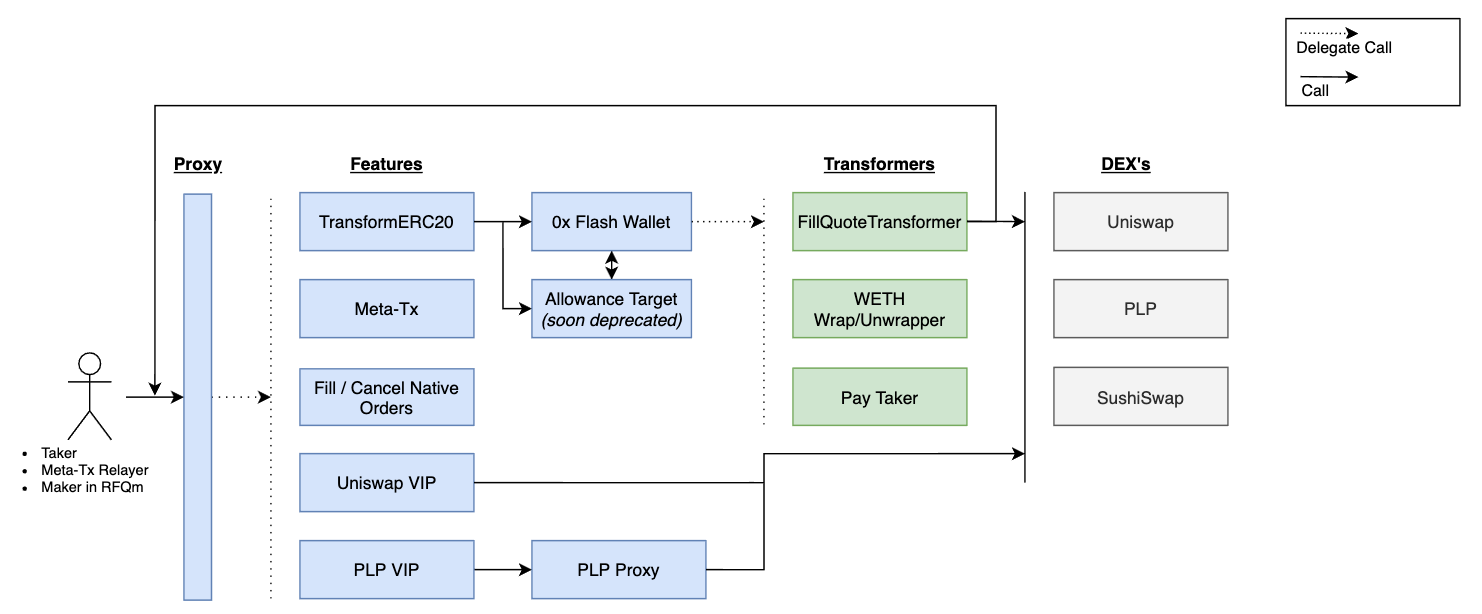 Delegate Call
Call
Proxy
Features
Transformers
DEX's
TransformERC20
0x Flash Wallet
FillQuoteTransformer
Uniswap
Meta-Tx
Allowance Target
(soon deprecated)
WETH
Wrap/Unwrapper
PLP
Fill / Cancel Native
Orders
Pay Taker
SushiSwap
• Taker
• Meta-Tx Relayer
• Maker in RFQm
Uniswap VIP
PLP VIP
PLP Proxy